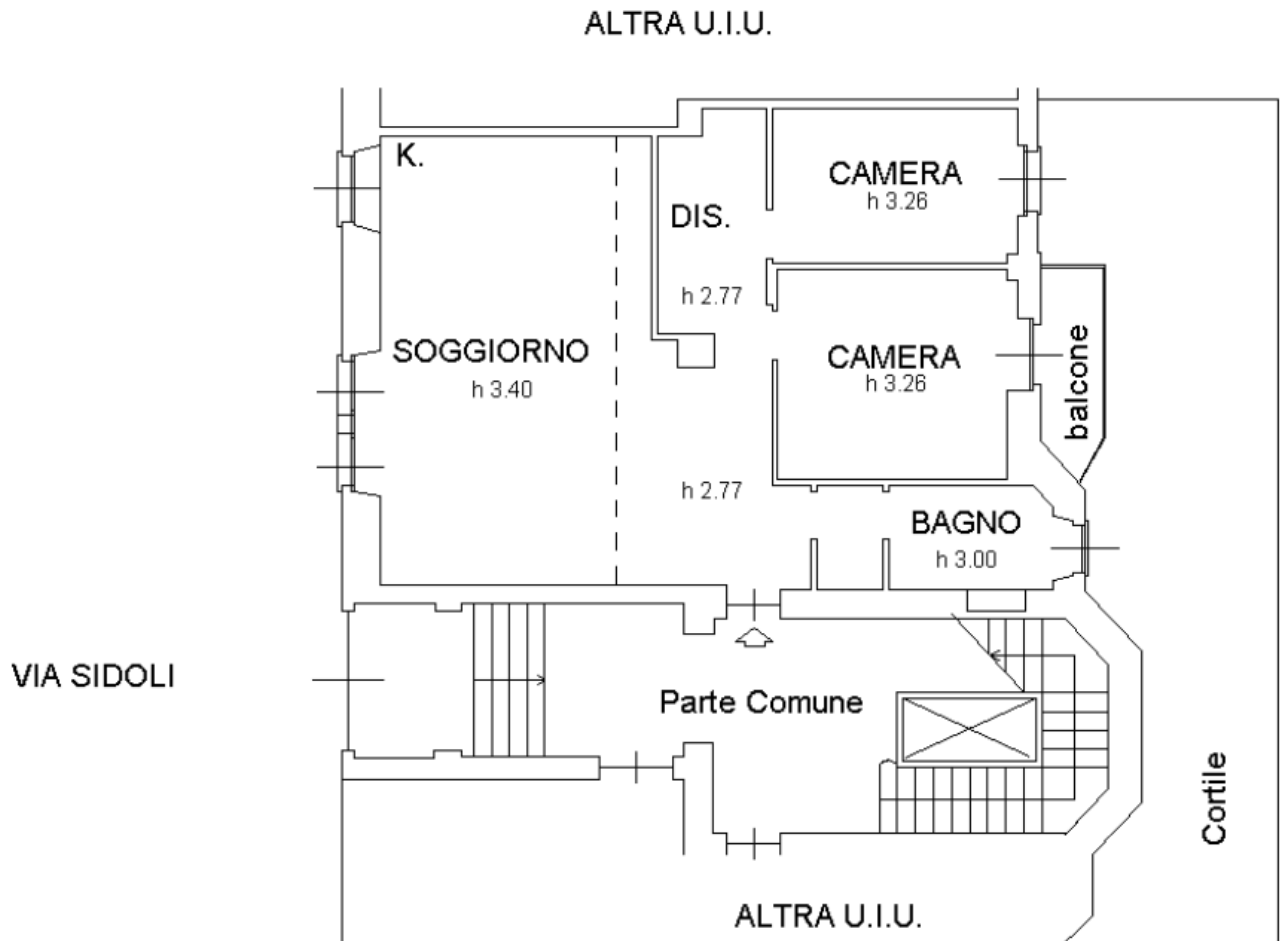 ALTRA U.I.U.
K.
CAMERA
h 3.26
DIS.
h 2.77
SOGGIORNO
h 3.40
CAMERA
h 3.26
balcone
h 2.77
BAGNO
h 3.00
VIA SIDOLI
Parte Comune
Cortile
ALTRA U.I.U.